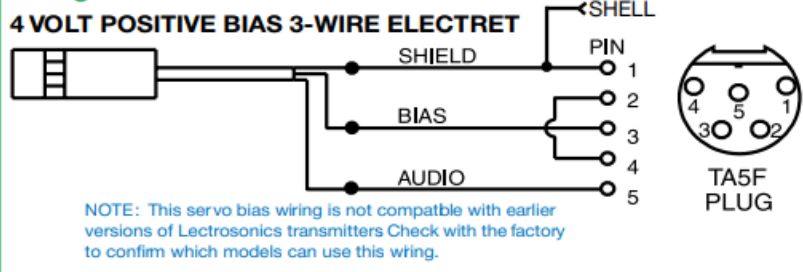 4 VOLT POSITIVE BIAS 3-WIRE ELECTRET
SHELL
PIN
SHIELD
1
2
BIAS
3
4
AUDIO
5
4
5
1
3
2
TA5F
PLUG
NOTE: This servo bias wiring is not compatble with earlier
versions of Lectrosonics transmitters Check with the factory
to confirm which models can use this wring.